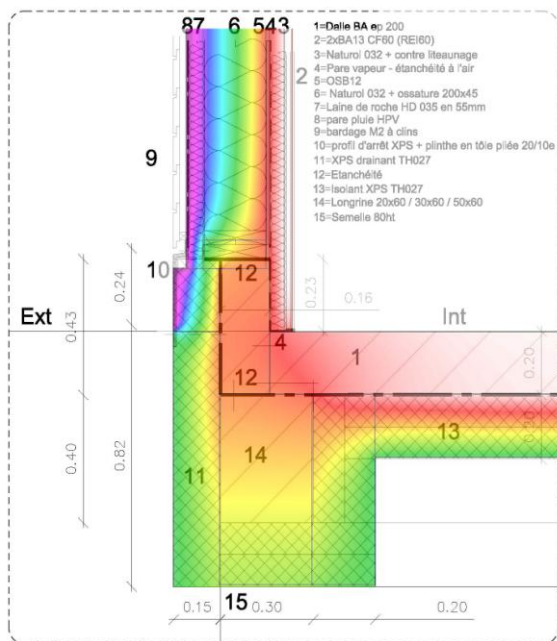 87 6 543
1=Dalle BA ep 200
2=2xBA13 CF60 (REI60)
3=Naturol 032 + contre liteaunage
4=Pare vapeur - étanchéité à l'air
5=OSB12
6= Naturol 032 + ossature 200x45
7=Laine de roche HD 035 en 55mm
8=pare pluie HPV
9=bardage M2 à clins
10=profil d'arrêt XPS + plinthe en tôle pliée 20/10e
11=XPS drainant TH027
12=Etanchéité
13=Isolant XPS TH027
14=Longrine 20x60 / 30x60 / 50x60
15=Semelle 80ht
2
9
10
12
0.24
0.23
0.16
Ext
Int
0.43
4
1
0.20
12
0.20
13
14
11
0.40
0.82
0.15
15
0.30
0.20